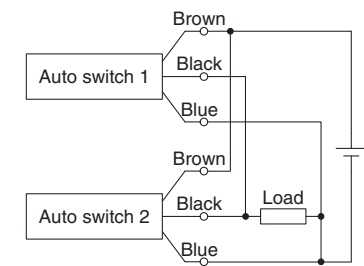 Brown
Auto switch 1
Black
Blue
Brown
Auto switch 2
Black
Load
Blue